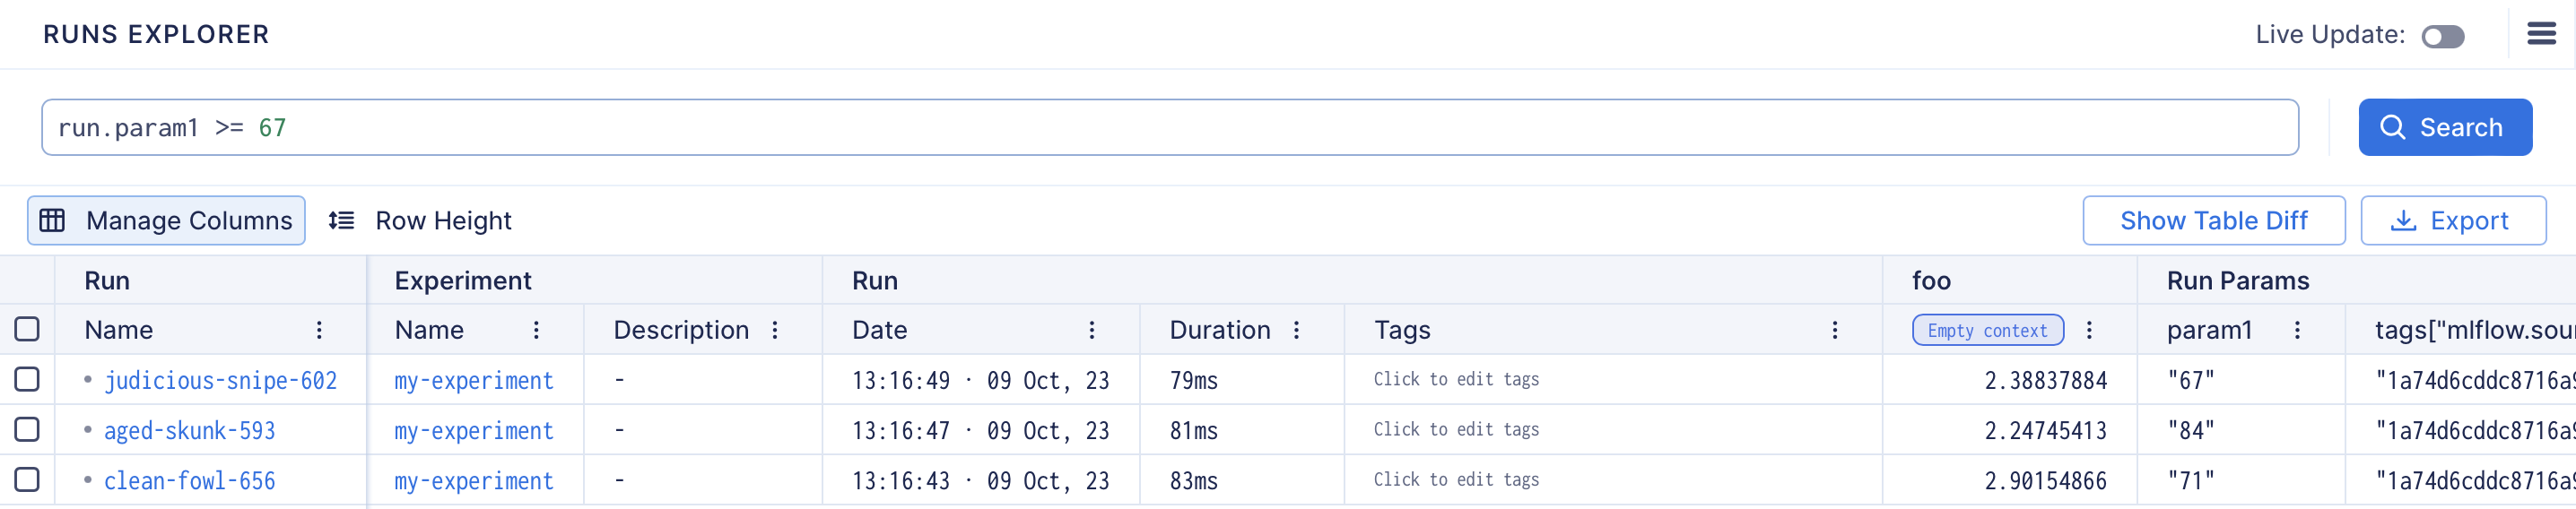 RUNS EXPLORER Live Update:
run.param1 >= 67 Search
Manage Columns Row Height Show Table Diff Export
Run Experiment Run foo Run Params
Name Name Description Date Duration Tags Empty context param1 tags["mlflow.sou
• judicious-snipe-602 my-experiment - 13:16:49 · 09 Oct, 23 79ms Click to edit tags 2.38837884 "67" "1a74d6cddc8716a9
• aged-skunk-593 my-experiment - 13:16:47 · 09 Oct, 23 81ms Click to edit tags 2.24745413 "84" "1a74d6cddc8716a9
• clean-fowl-656 my-experiment - 13:16:43 · 09 Oct, 23 83ms Click to edit tags 2.90154866 "71" "1a74d6cddc8716a9